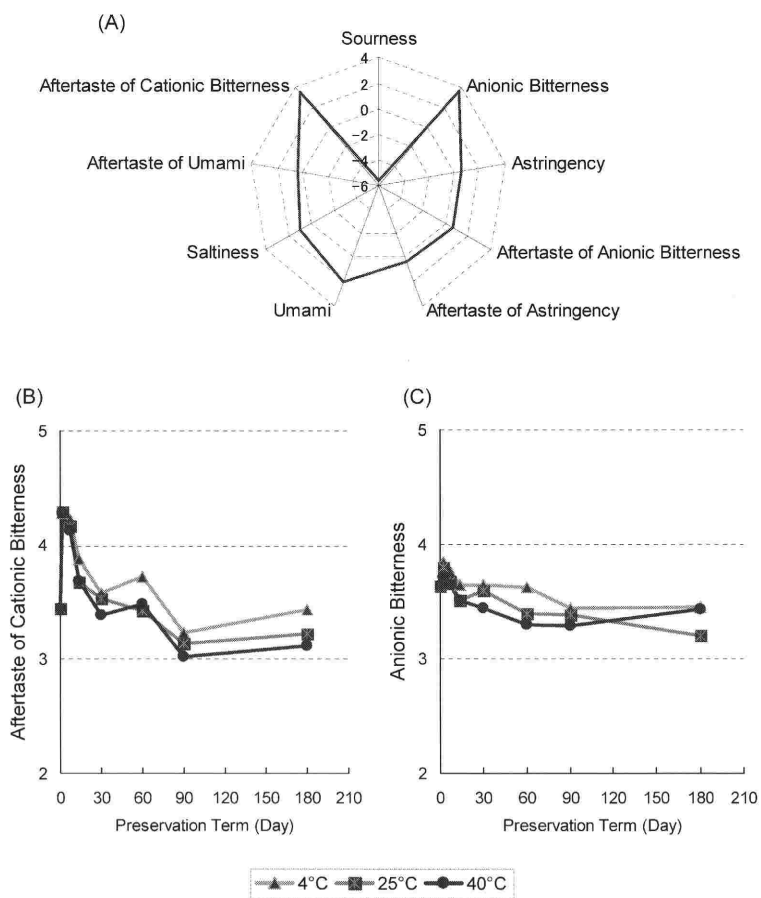 (A)
Sourness
4
Aftertaste of Cationic Bitterness
Anionic Bitterness
2
0
Aftertaste of Umami
Astringency
-2
-4
-6
Saltiness
Aftertaste of Anionic Bitterness
Umami
Aftertaste of Astringency
(B)
5
4
3
2
Aftertaste of Cationic Bitterness
0 30 60 90 120 150 180 210
Preservation Term (Day)
(C)
5
4
3
2
Anionic Bitterness
0 30 60 90 120 150 180 210
Preservation Term (Day)
4°C 25°C 40°C